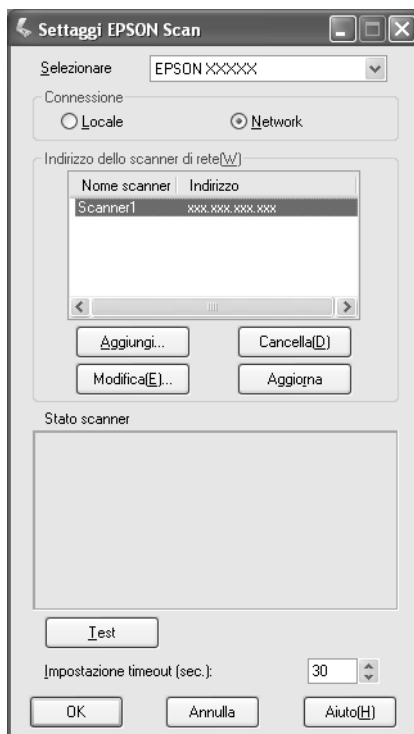 Settaggi EPSON Scan
Selezionare EPSON XXXXX
Connessione
Locale Network
Indirizzo dello scanner di rete(W)
Nome scanner Indirizzo
Scanner1 xxx.xxx.xxx.xxx
Aggiungi... Cancella(D)
Modifica(E)... Aggiorna
Stato scanner
Test
Impostazione timeout (sec.): 30
OK Annulla Aiuto(H)